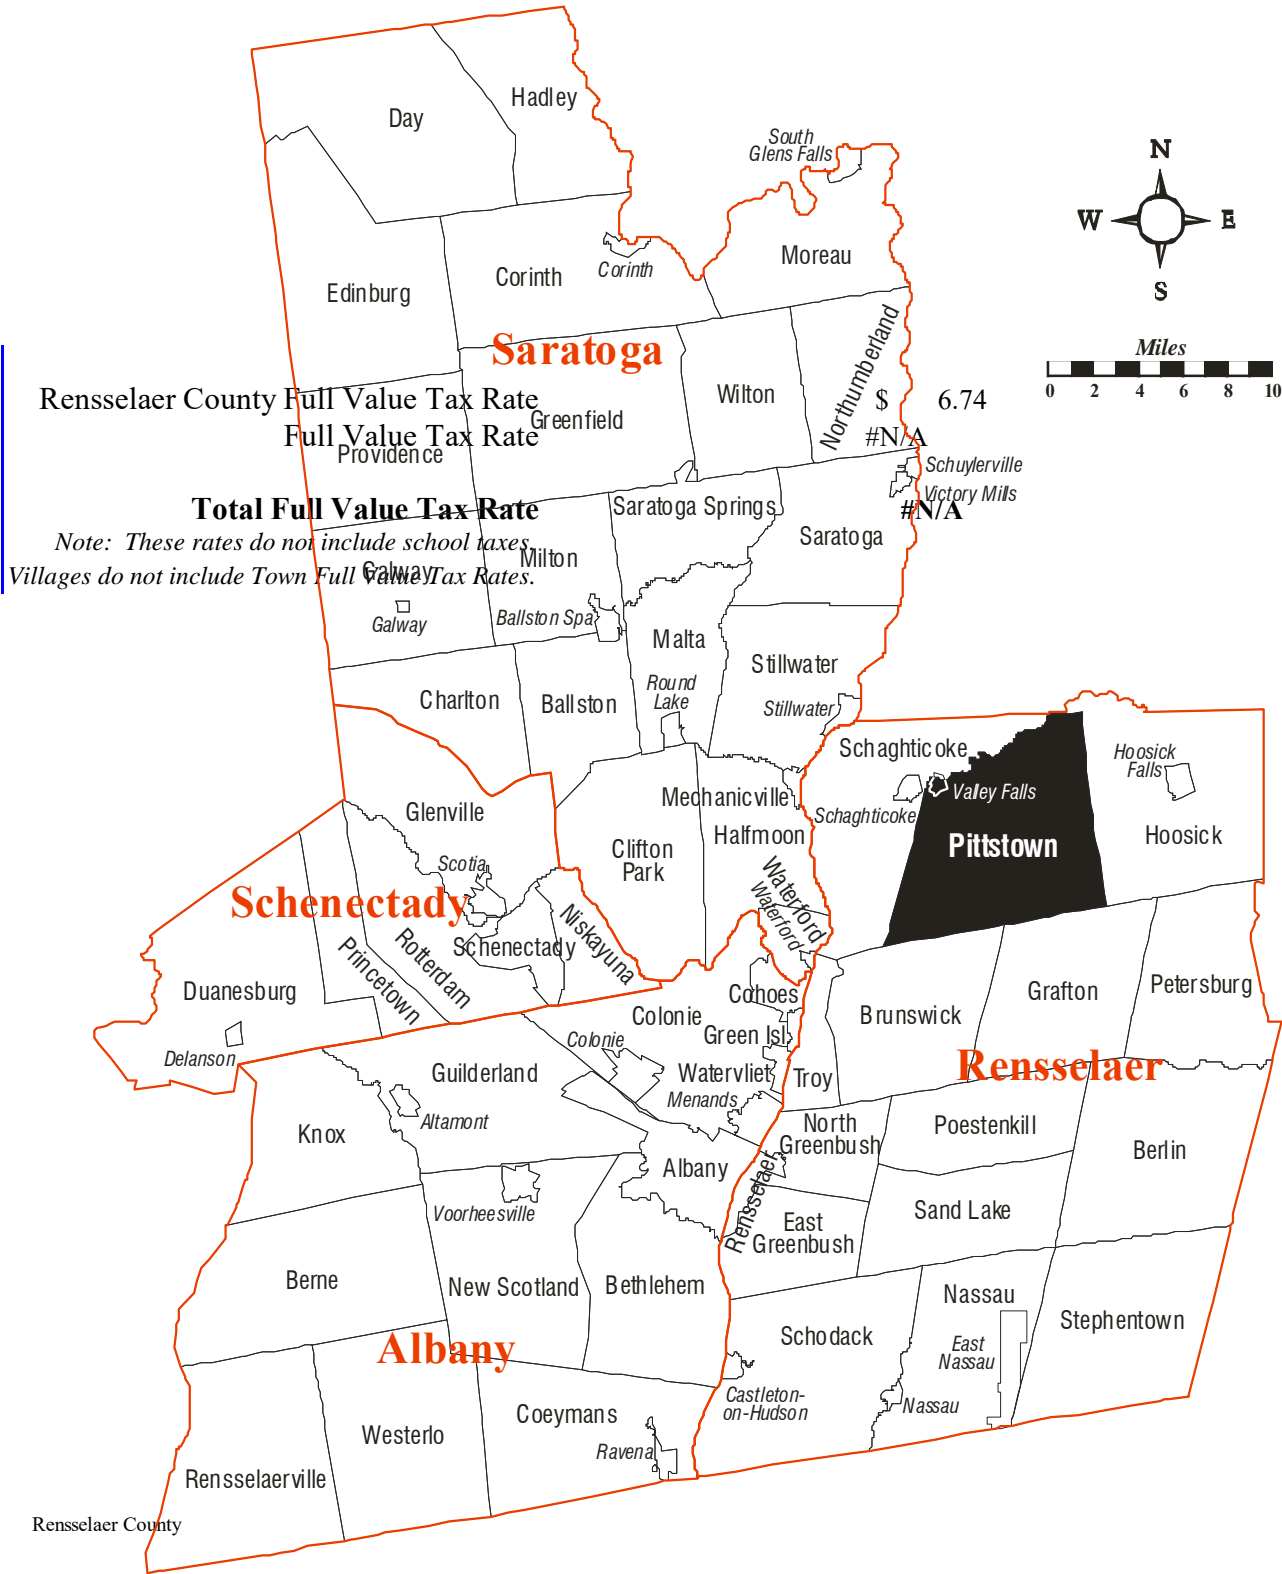 Hadley
Day
South
Glens Falls
N
W
E
S
Moreau
Corinth
Corinth
Edinburg
Saratoga
Northumberland
Miles
0 2 4 6 8 10
Rensselaer County Full Value Tax Rate $ 6.74
Wilton
Greenfield
Full Value Tax Rate #N/A
Providence
Schuylerville
Victory Mills
Saratoga Springs
Total Full Value Tax Rate #N/A
Saratoga
Note: These rates do not include school taxes.
Milton
Galway
Villages do not include Town Full Value Tax Rates.
Galway
Ballston Spa
Malta
Stillwater
Round
Lake
Stillwater
Charlton
Ballston
Schaghticoke
Hoosick
Falls
Valley Falls
Mechanicville
Glenville
Schaghticoke
Halfmoon
Hoosick
Pittstown
Clifton
Park
Scotia
Waterford
Waterford
Schenectady
Niskayuna
Schenectady
Rotterdam
Princetown
Duanesburg
Cohoes
Grafton
Petersburg
Colonie
Brunswick
Green Isl
Colonie
Delanson
Rensselaer
Guilderland
Watervliet
Troy
Menands
Altamont
Knox
North
Greenbush
Poestenkill
Berlin
Albany
Rensselaer
Voorheesville
Sand Lake
East
Greenbush
Berne
New Scotland
Bethlehem
Nassau
Stephentown
Schodack
Albany
East
Nassau
Castleton-
on-Hudson
Nassau
Coeymans
Westerlo
Ravena
Rensselaerville
Rensselaer County